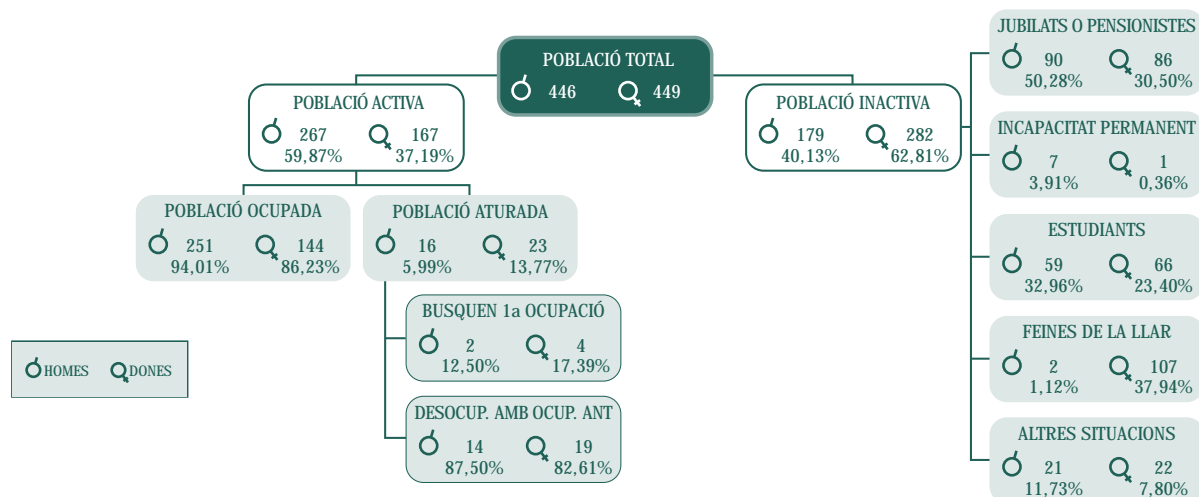 POBLACIÓ TOTAL
446 449
POBLACIÓ ACTIVA
267 167
59,87% 37,19%
POBLACIÓ OCUPADA
251 144
94,01% 86,23%
POBLACIÓ ATURADA
16 23
5,99% 13,77%
BUSQUEN 1a OCUPACIÓ
2 4
12,50% 17,39%
DESOCUP. AMB OCUP. ANT
14 19
87,50% 82,61%
POBLACIÓ INACTIVA
179 282
40,13% 62,81%
JUBILATS O PENSIONISTES
90 86
50,28% 30,50%
INCAPACITAT PERMANENT
7 1
3,91% 0,36%
ESTUDIANTS
59 66
32,96% 23,40%
FEINES DE LA LLAR
2 107
1,12% 37,94%
ALTRES SITUACIONS
21 22
11,73% 7,80%
HOMES DONES